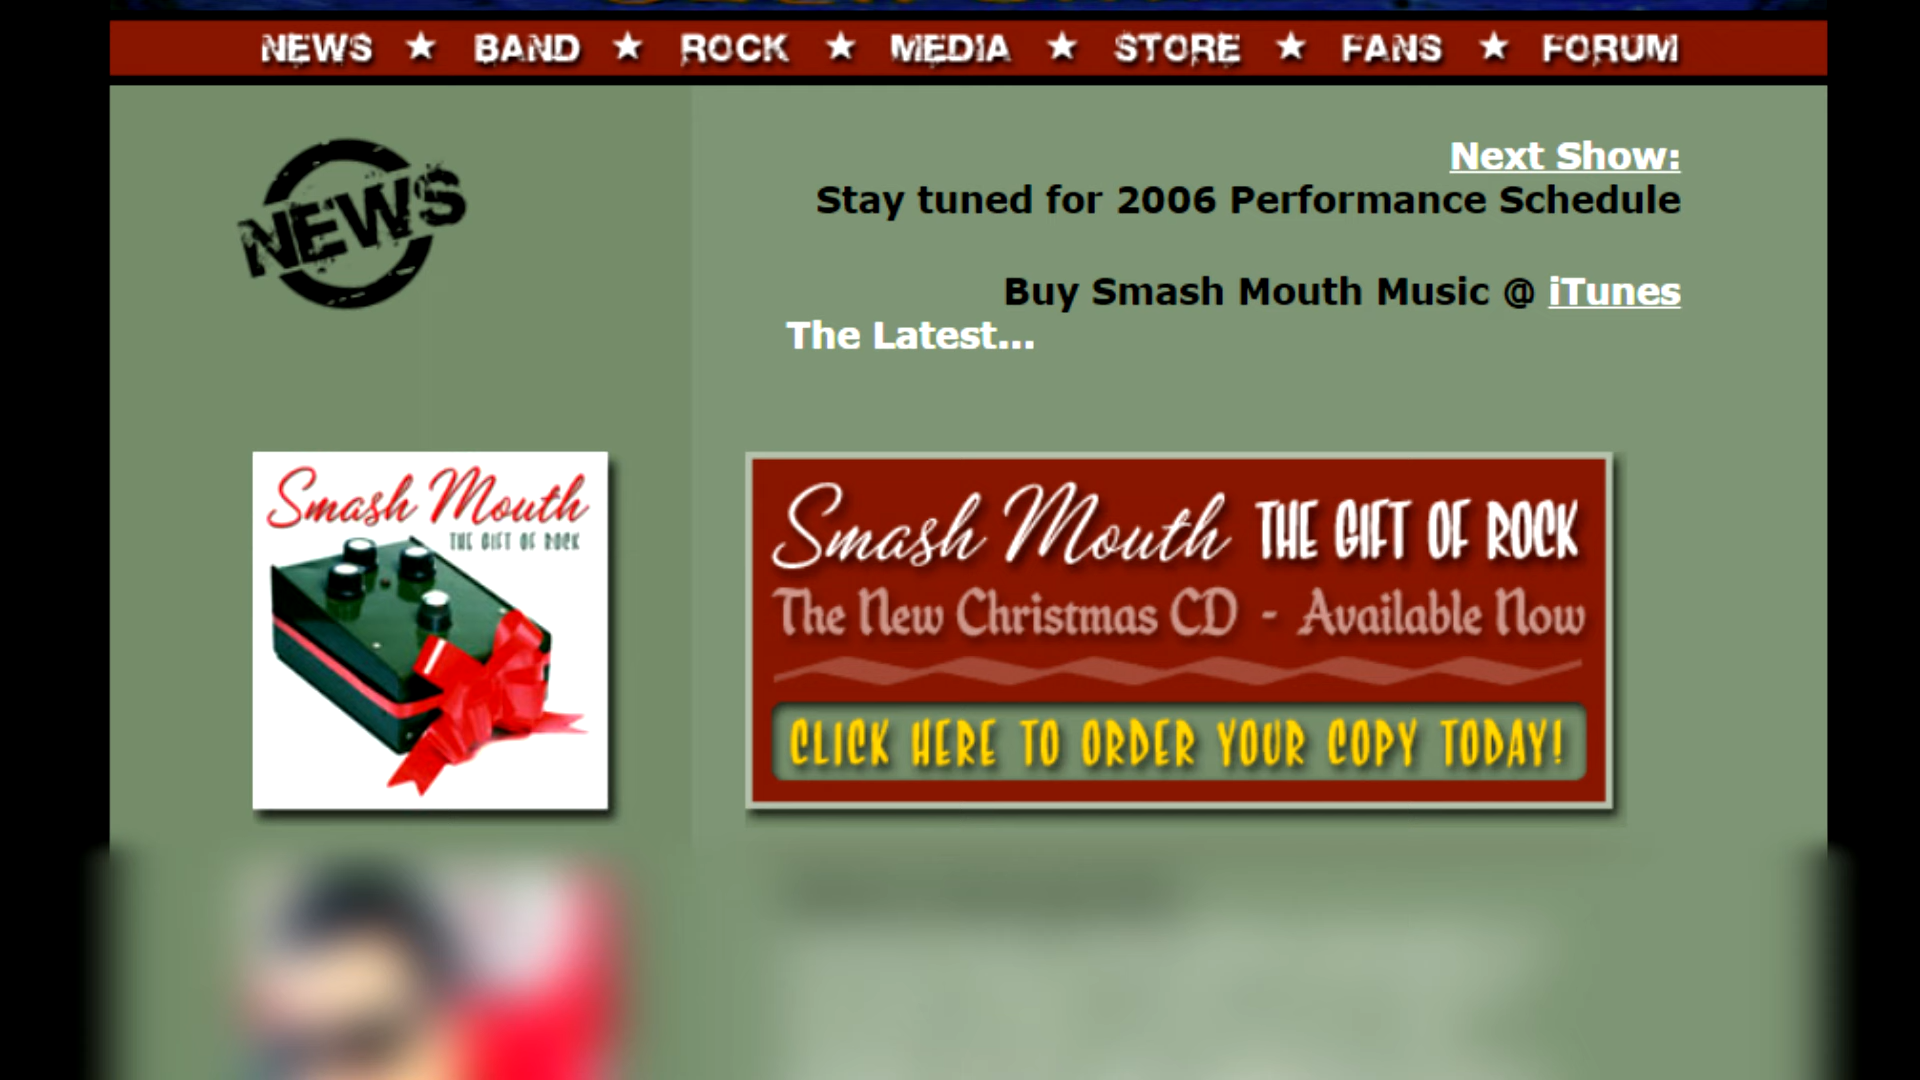 NEWS ★ BAND ★ ROCK ★ MEDIA ★ STORE ★ FANS ★ FORUM
NEWS
Next Show:
Stay tuned for 2006 Performance Schedule
Buy Smash Mouth Music @ iTunes
The Latest...
Smash Mouth
THE GIFT OF ROCK
Smash Mouth THE GIFT OF ROCK
The New Christmas CD - Available Now
CLICK HERE TO ORDER YOUR COPY TODAY!